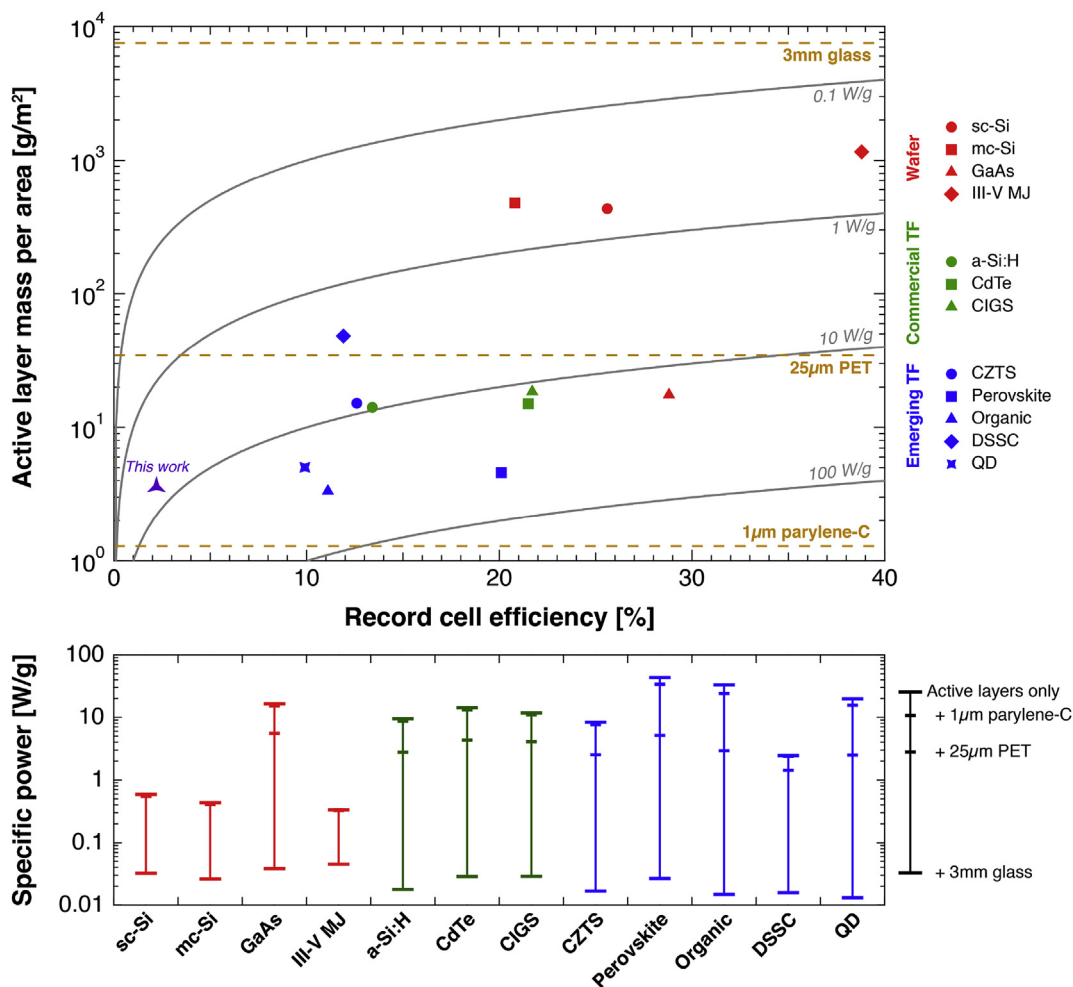 Active layer mass per area [g/m²]
10⁴
10³
10²
10¹
10⁰
3mm glass
0.1 W/g
1 W/g
10 W/g
25µm PET
100 W/g
1µm parylene-C
This work
0
10
20
30
40
Record cell efficiency [%]
Wafer
sc-Si
mc-Si
GaAs
III-V MJ
Commercial TF
a-Si:H
CdTe
CIGS
Emerging TF
CZTS
Perovskite
Organic
DSSC
QD
Specific power [W/g]
100
10
1
0.1
0.01
sc-Si
mc-Si
GaAs
III-V MJ
a-Si:H
CdTe
CIGS
CZTS
Perovskite
Organic
DSSC
QD
Active layers only
+ 1µm parylene-C
+ 25µm PET
+ 3mm glass